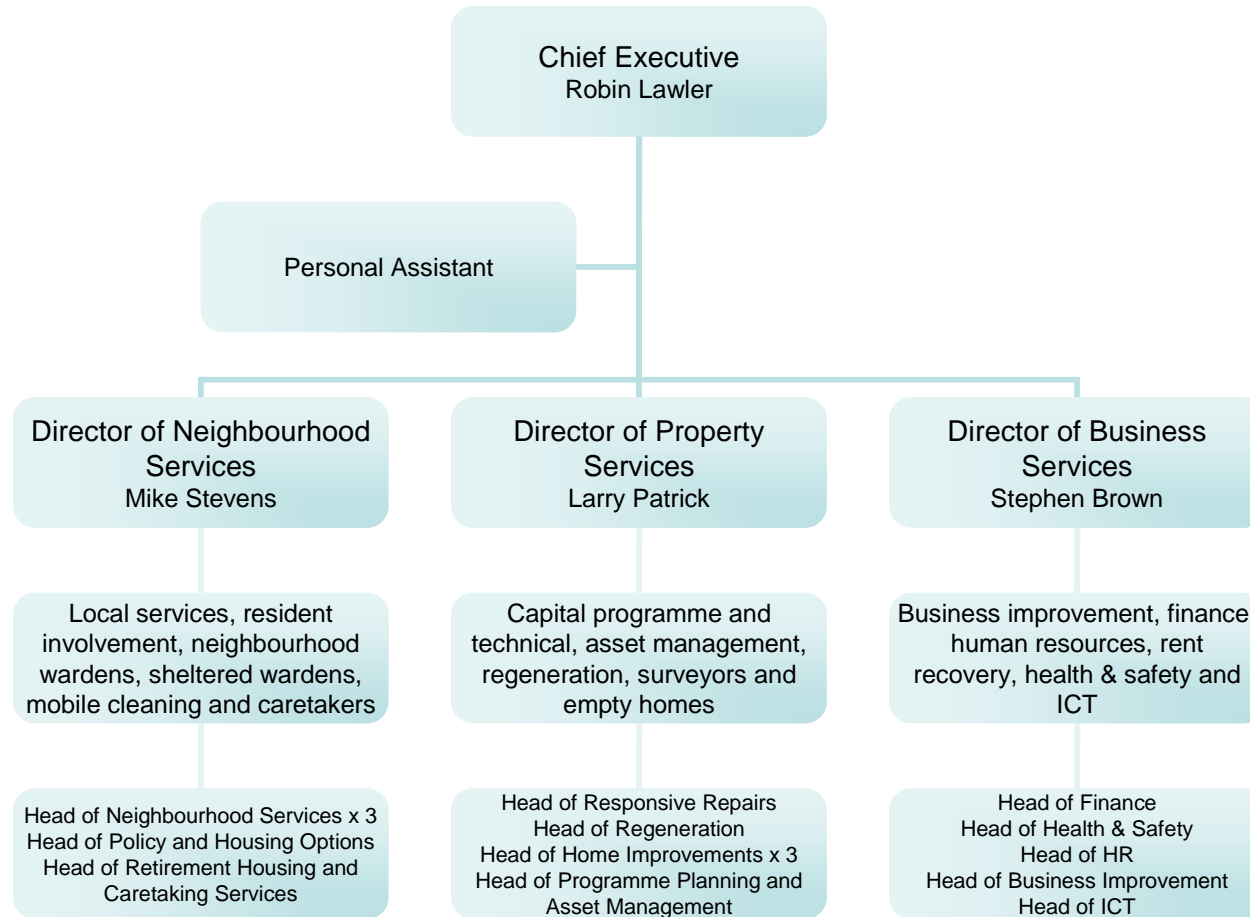 Chief Executive
Robin Lawler
Personal Assistant
Director of Neighbourhood
Services
Mike Stevens
Director of Property
Services
Larry Patrick
Director of Business
Services
Stephen Brown
Local services, resident
involvement, neighbourhood
wardens, sheltered wardens,
mobile cleaning and caretakers
Capital programme and
technical, asset management,
regeneration, surveyors and
empty homes
Business improvement, finance
human resources, rent
recovery, health & safety and
ICT
Head of Neighbourhood Services x 3
Head of Policy and Housing Options
Head of Retirement Housing and
Caretaking Services
Head of Responsive Repairs
Head of Regeneration
Head of Home Improvements x 3
Head of Programme Planning and
Asset Management
Head of Finance
Head of Health & Safety
Head of HR
Head of Business Improvement
Head of ICT